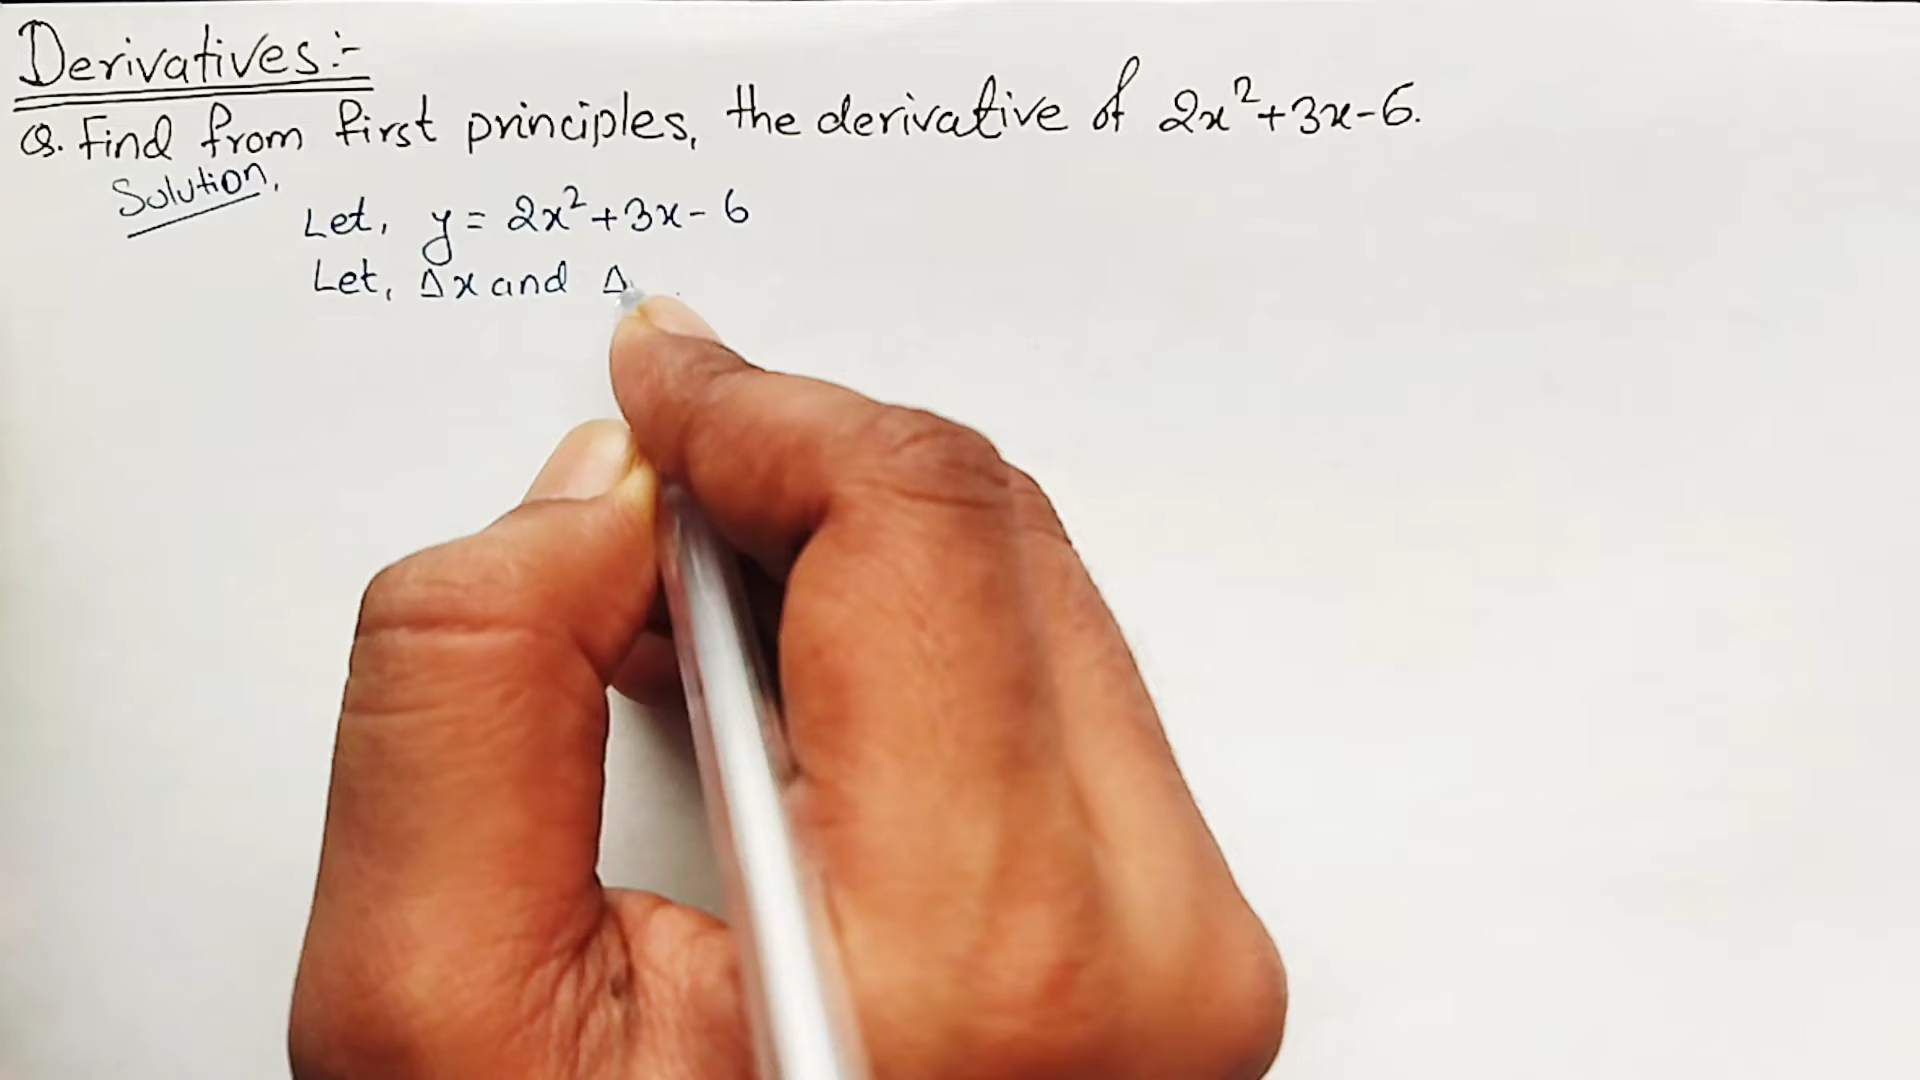 Derivatives :-
Q. Find from first principles, the derivative of 2x²+3x-6.
Solution,
Let, y = 2x²+3x-6
Let, Δx and Δ